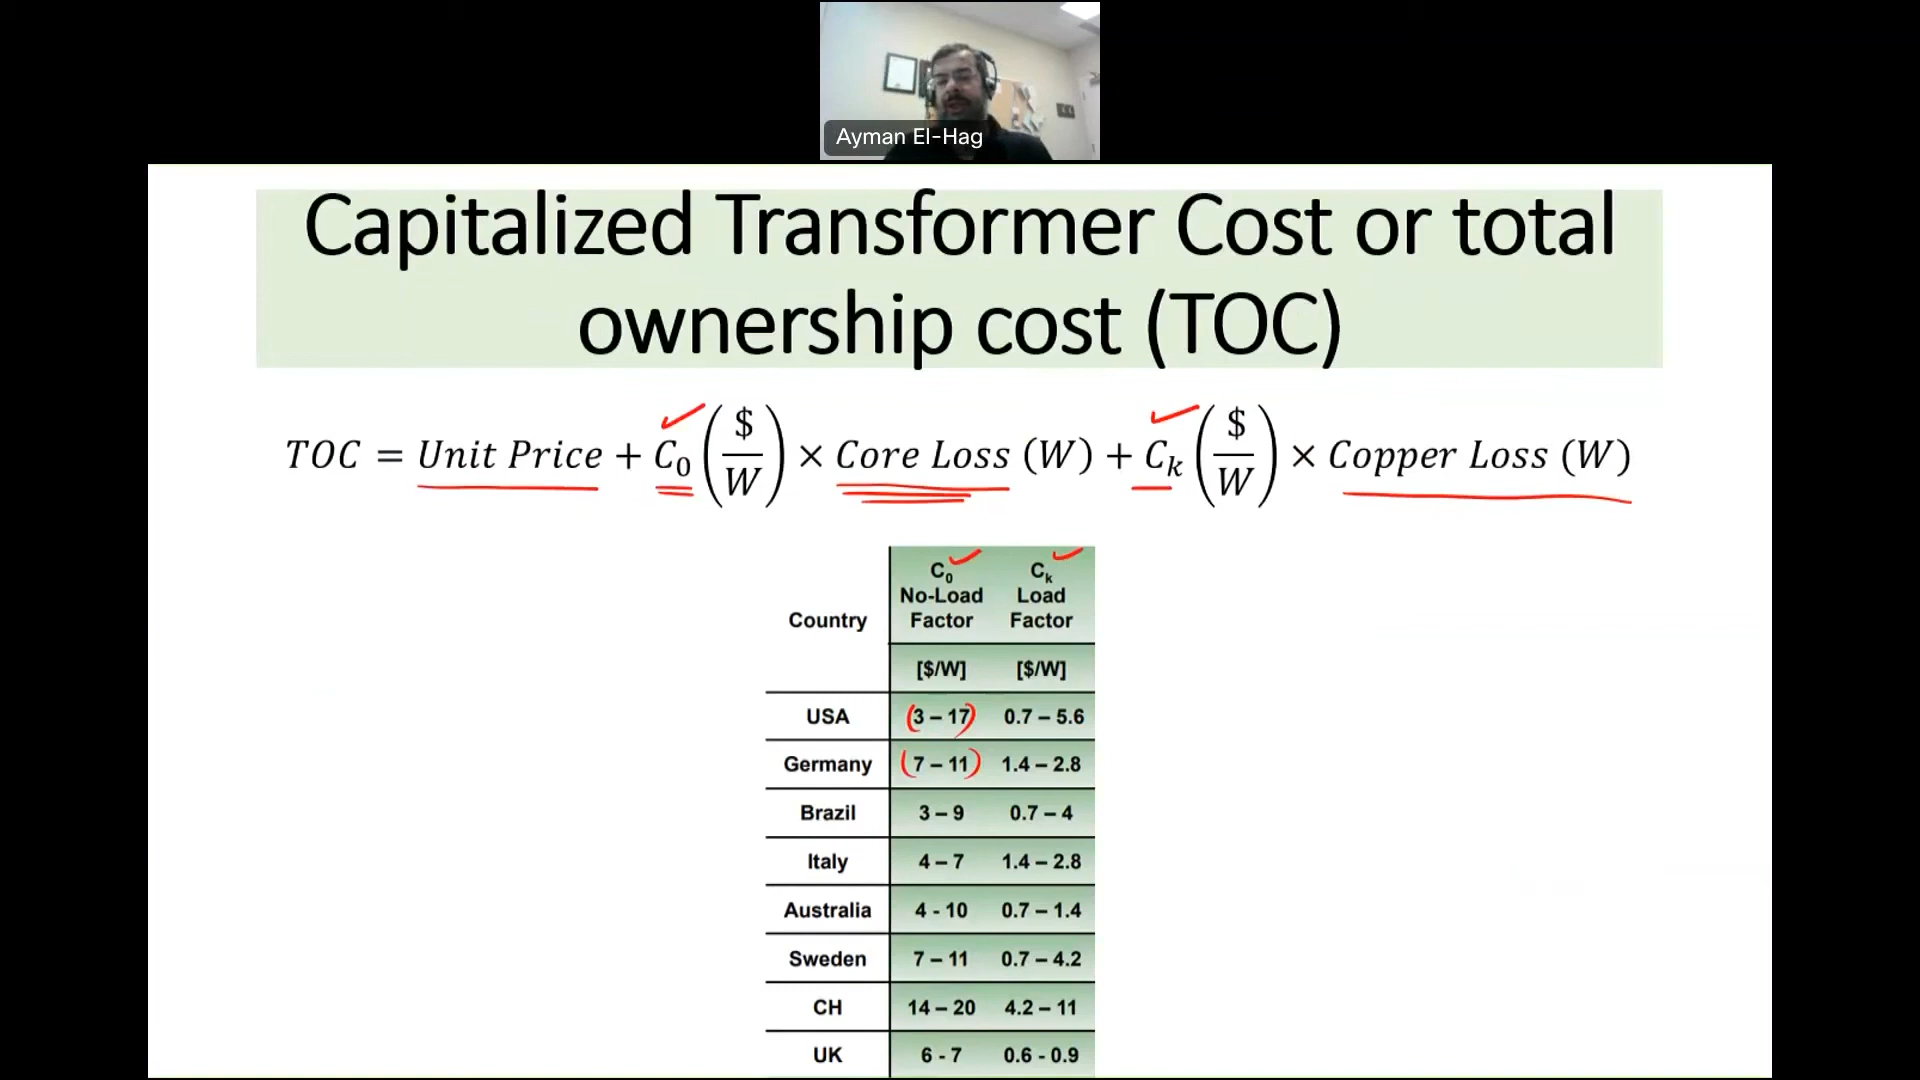 Ayman El-Hag
Capitalized Transformer Cost or total
ownership cost (TOC)
TOC = Unit Price + C₀ ($/W) × Core Loss (W) + Cₖ ($/W) × Copper Loss (W)
Country C₀ No-Load Factor Cₖ Load Factor
[$/W] [$/W]
USA 3 – 17 0.7 – 5.6
Germany 7 – 11 1.4 – 2.8
Brazil 3 – 9 0.7 – 4
Italy 4 – 7 1.4 – 2.8
Australia 4 - 10 0.7 – 1.4
Sweden 7 – 11 0.7 – 4.2
CH 14 – 20 4.2 – 11
UK 6 - 7 0.6 - 0.9